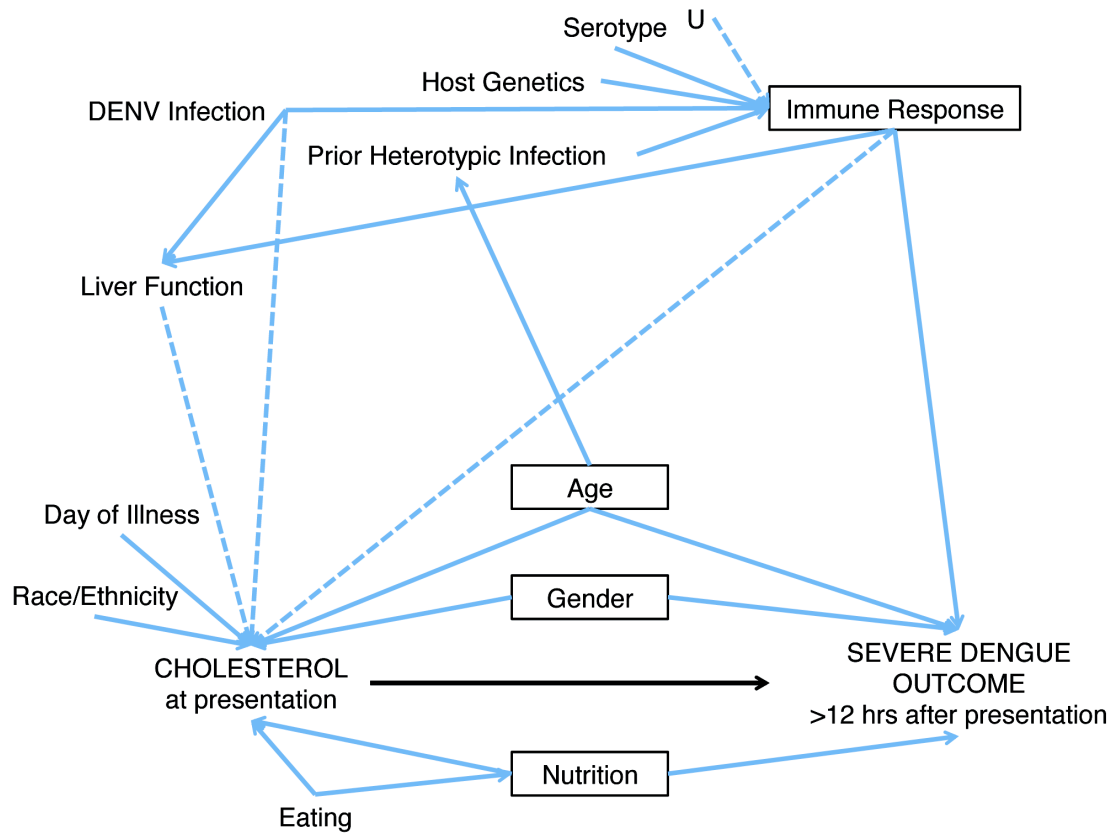 Serotype
U
Host Genetics
DENV Infection
Immune Response
Prior Heterotypic Infection
Liver Function
Age
Day of Illness
Race/Ethnicity
Gender
CHOLESTEROL
at presentation
SEVERE DENGUE
OUTCOME
>12 hrs after presentation
Nutrition
Eating